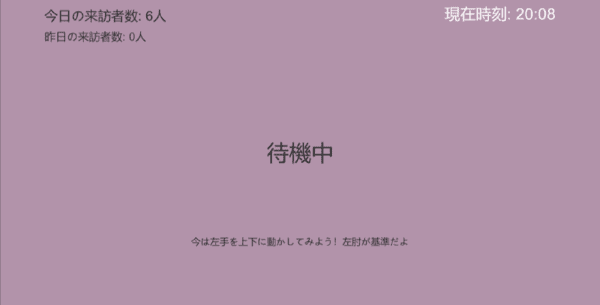 今日の来訪者数: 6人
現在時刻: 20:08
昨日の来訪者数: 0人
待機中
今は左手を上下に動かしてみよう! 左肘が基準だよ